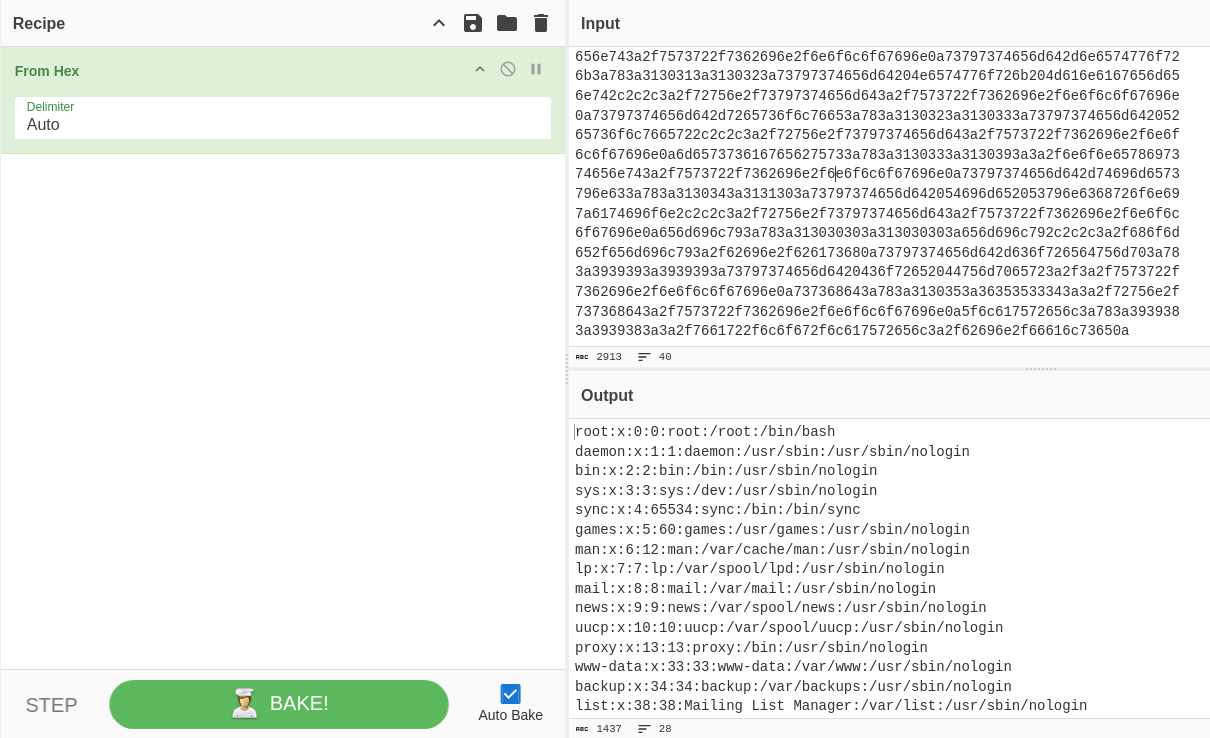 Recipe
From Hex
Delimiter
Auto
STEP
BAKE!
Auto Bake
Input
656e743a2f7573722f7362696e2f6e6f6c6f67696e0a73797374656d642d6e6574776f72
6b3a783a3130313a3130323a73797374656d64204e6574776f726b204d616e6167656d65
6e742c2c2c3a2f72756e2f73797374656d643a2f7573722f7362696e2f6e6f6c6f67696e
0a73797374656d642d7265736f6c76653a783a3130323a3130333a73797374656d642052
65736f6c7665722c2c2c3a2f72756e2f73797374656d643a2f7573722f7362696e2f6e6f
6c6f67696e0a6d6573736167656275733a783a3130333a3130393a3a2f6e6f6e65786973
74656e743a2f7573722f7362696e2f6e6f6c6f67696e0a73797374656d642d74696d6573
796e633a783a3130343a3131303a73797374656d642054696d652053796e6368726f6e69
7a6174696f6e2c2c2c3a2f72756e2f73797374656d643a2f7573722f7362696e2f6e6f6c
6f67696e0a656d696c793a783a313030303a313030303a656d696c792c2c2c3a2f686f6d
652f656d696c793a2f62696e2f626173680a73797374656d642d636f726564756d703a78
3a3939393a3939393a73797374656d6420436f72652044756d7065723a2f3a2f7573722f
7362696e2f6e6f6c6f67696e0a737368643a783a3130353a36353533343a3a2f72756e2f
737368643a2f7573722f7362696e2f6e6f6c6f67696e0a5f6c617572656c3a783a393938
3a3939383a3a2f7661722f6c6f672f6c617572656c3a2f62696e2f66616c73650a
ABC 2913 40
Output
root:x:0:0:root:/root:/bin/bash
daemon:x:1:1:daemon:/usr/sbin:/usr/sbin/nologin
bin:x:2:2:bin:/bin:/usr/sbin/nologin
sys:x:3:3:sys:/dev:/usr/sbin/nologin
sync:x:4:65534:sync:/bin:/bin/sync
games:x:5:60:games:/usr/games:/usr/sbin/nologin
man:x:6:12:man:/var/cache/man:/usr/sbin/nologin
lp:x:7:7:lp:/var/spool/lpd:/usr/sbin/nologin
mail:x:8:8:mail:/var/mail:/usr/sbin/nologin
news:x:9:9:news:/var/spool/news:/usr/sbin/nologin
uucp:x:10:10:uucp:/var/spool/uucp:/usr/sbin/nologin
proxy:x:13:13:proxy:/bin:/usr/sbin/nologin
www-data:x:33:33:www-data:/var/www:/usr/sbin/nologin
backup:x:34:34:backup:/var/backups:/usr/sbin/nologin
list:x:38:38:Mailing List Manager:/var/list:/usr/sbin/nologin
ABC 1437 28